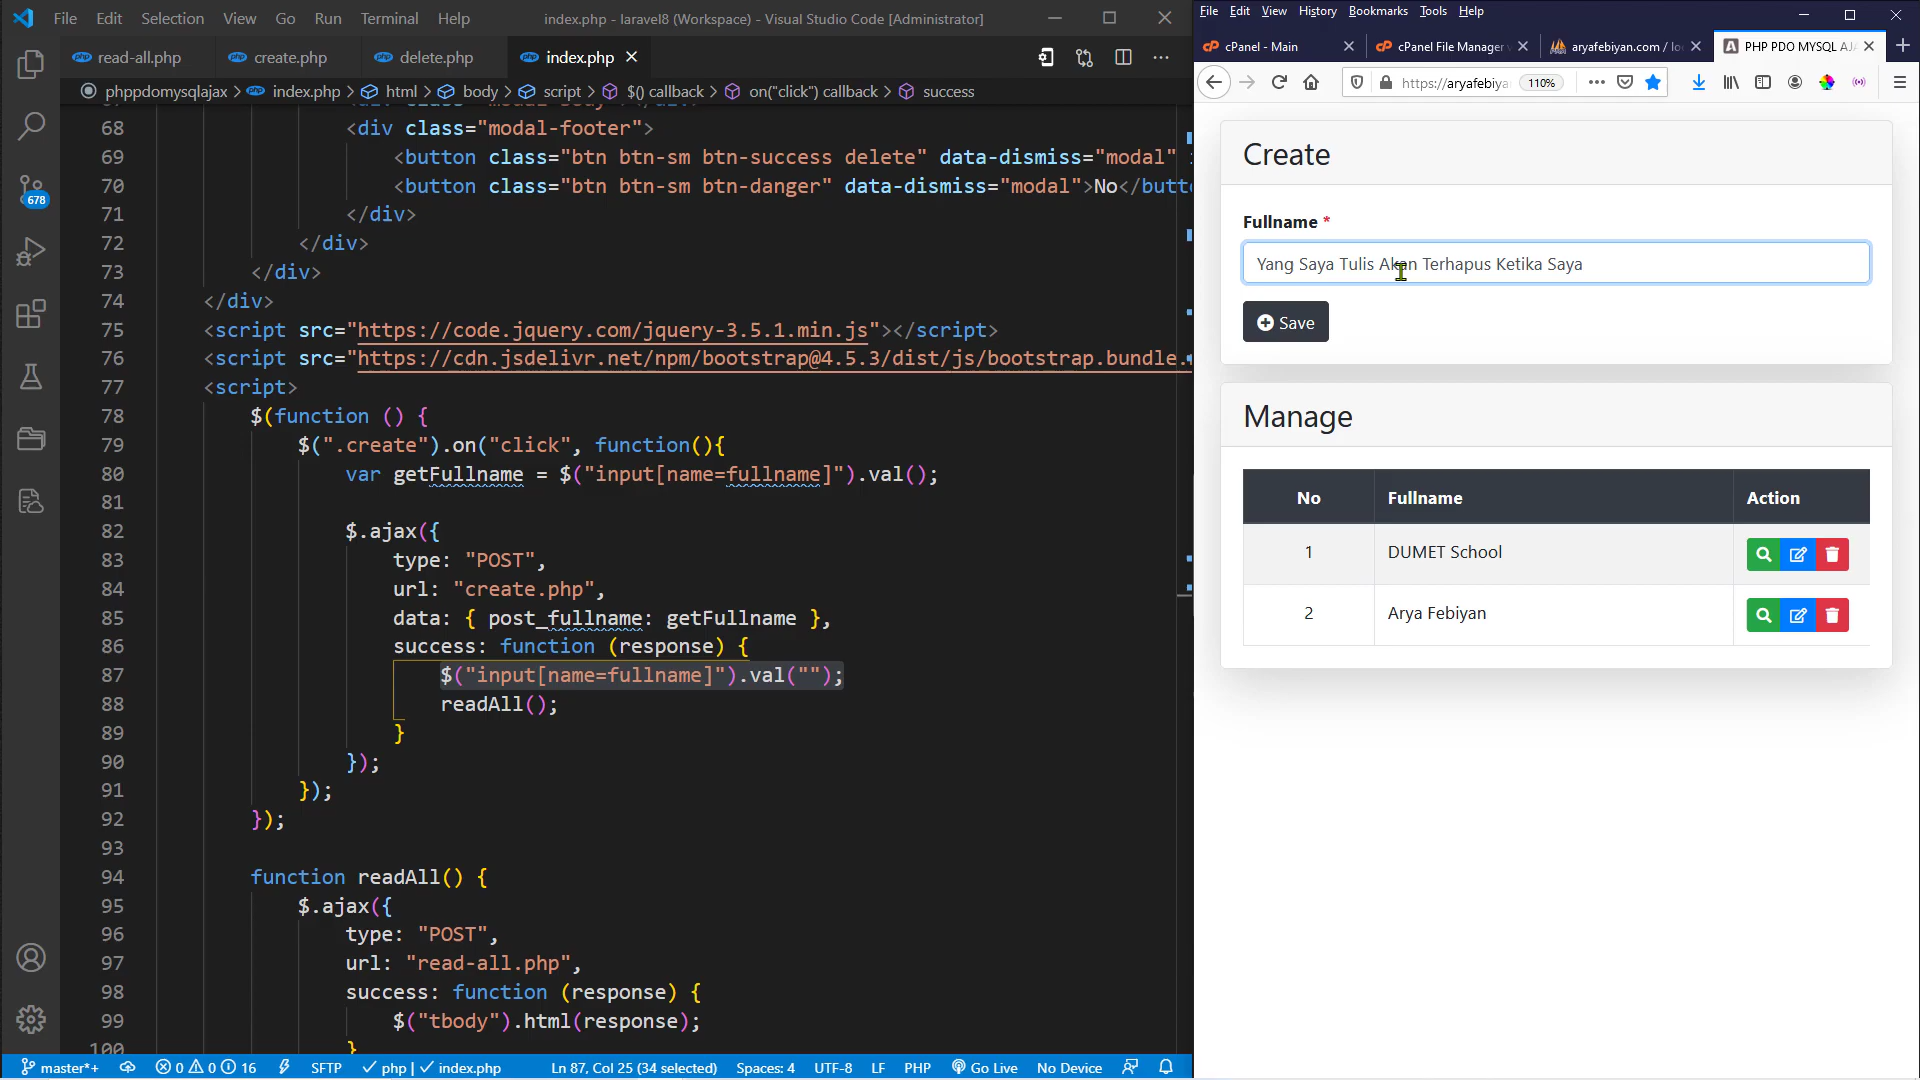 File Edit Selection View Go Run Terminal Help index.php - laravel8 (Workspace) - Visual Studio Code [Administrator]
read-all.php create.php delete.php index.php
phppdomysqlajax > index.php > html > body > script > $() callback > on("click") callback > success
68 <div class="modal-footer">
69 <button class="btn btn-sm btn-success delete" data-dismiss="modal"
70 <button class="btn btn-sm btn-danger" data-dismiss="modal">No</butt
71 </div>
72 </div>
73 </div>
74 </div>
75 <script src="https://code.jquery.com/jquery-3.5.1.min.js"></script>
76 <script src="https://cdn.jsdelivr.net/npm/bootstrap@4.5.3/dist/js/bootstrap.bundle.
77 <script>
78 $(function () {
79 $(".create").on("click", function(){
80 var getFullname = $("input[name=fullname]").val();
81
82 $.ajax({
83 type: "POST",
84 url: "create.php",
85 data: { post_fullname: getFullname },
86 success: function (response) {
87 $("input[name=fullname]").val("");
88 readAll();
89 }
90 });
91 });
92 });
93
94 function readAll() {
95 $.ajax({
96 type: "POST",
97 url: "read-all.php",
98 success: function (response) {
99 $("tbody").html(response);
100 }
678
master*+ 0 0 16 SFTP php | index.php Ln 87, Col 25 (34 selected) Spaces: 4 UTF-8 LF PHP Go Live No Device
File Edit View History Bookmarks Tools Help
cPanel - Main cPanel File Manager aryafebiyan.com / lo PHP PDO MYSQL AJA
https://aryafebiya 110%
Create
Fullname *
Yang Saya Tulis Akan Terhapus Ketika Saya
Save
Manage
No Fullname Action
1 DUMET School
2 Arya Febiyan